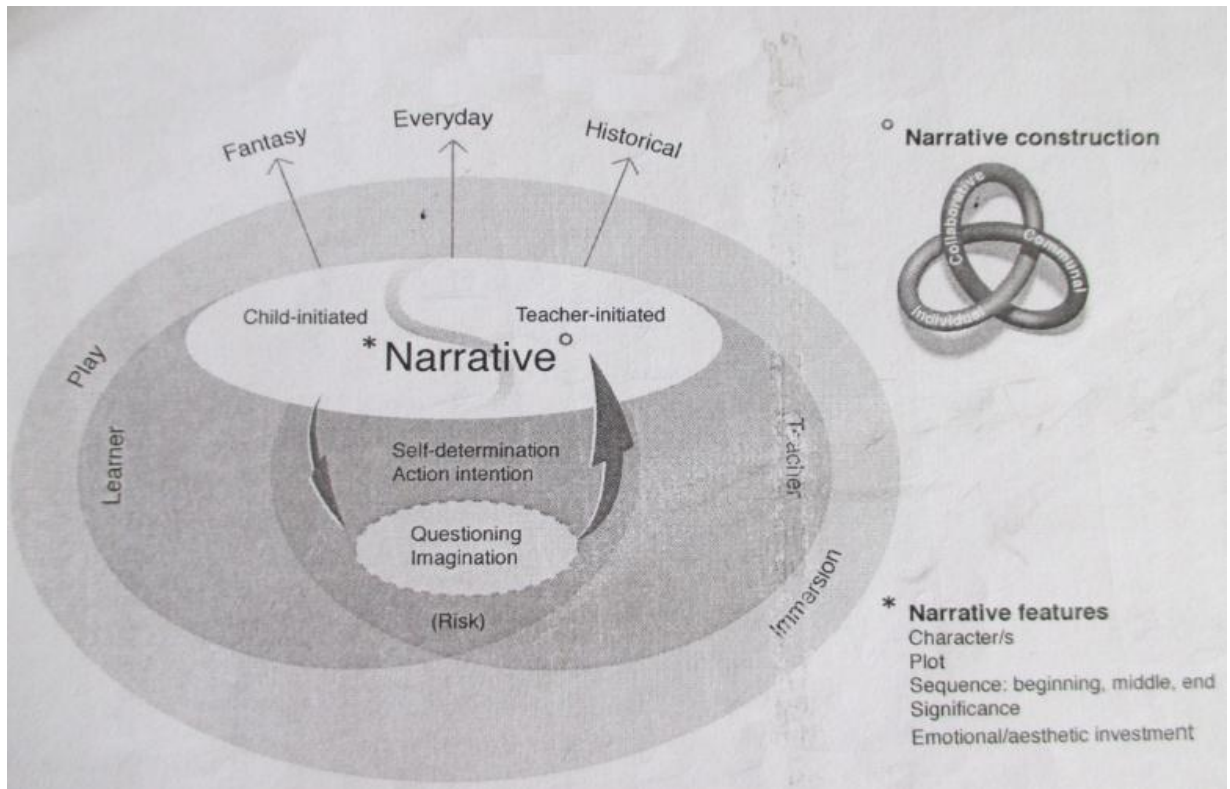 Fantasy
Everyday
Historical
Child-initiated
Teacher-initiated
* Narrative °
Play
Learner
Self-determination
Action intention
Teacher
Questioning
Imagination
(Risk)
Immersion
° Narrative construction
Collaborative
Communal
Individual
* Narrative features
Character/s
Plot
Sequence: beginning, middle, end
Significance
Emotional/aesthetic investment